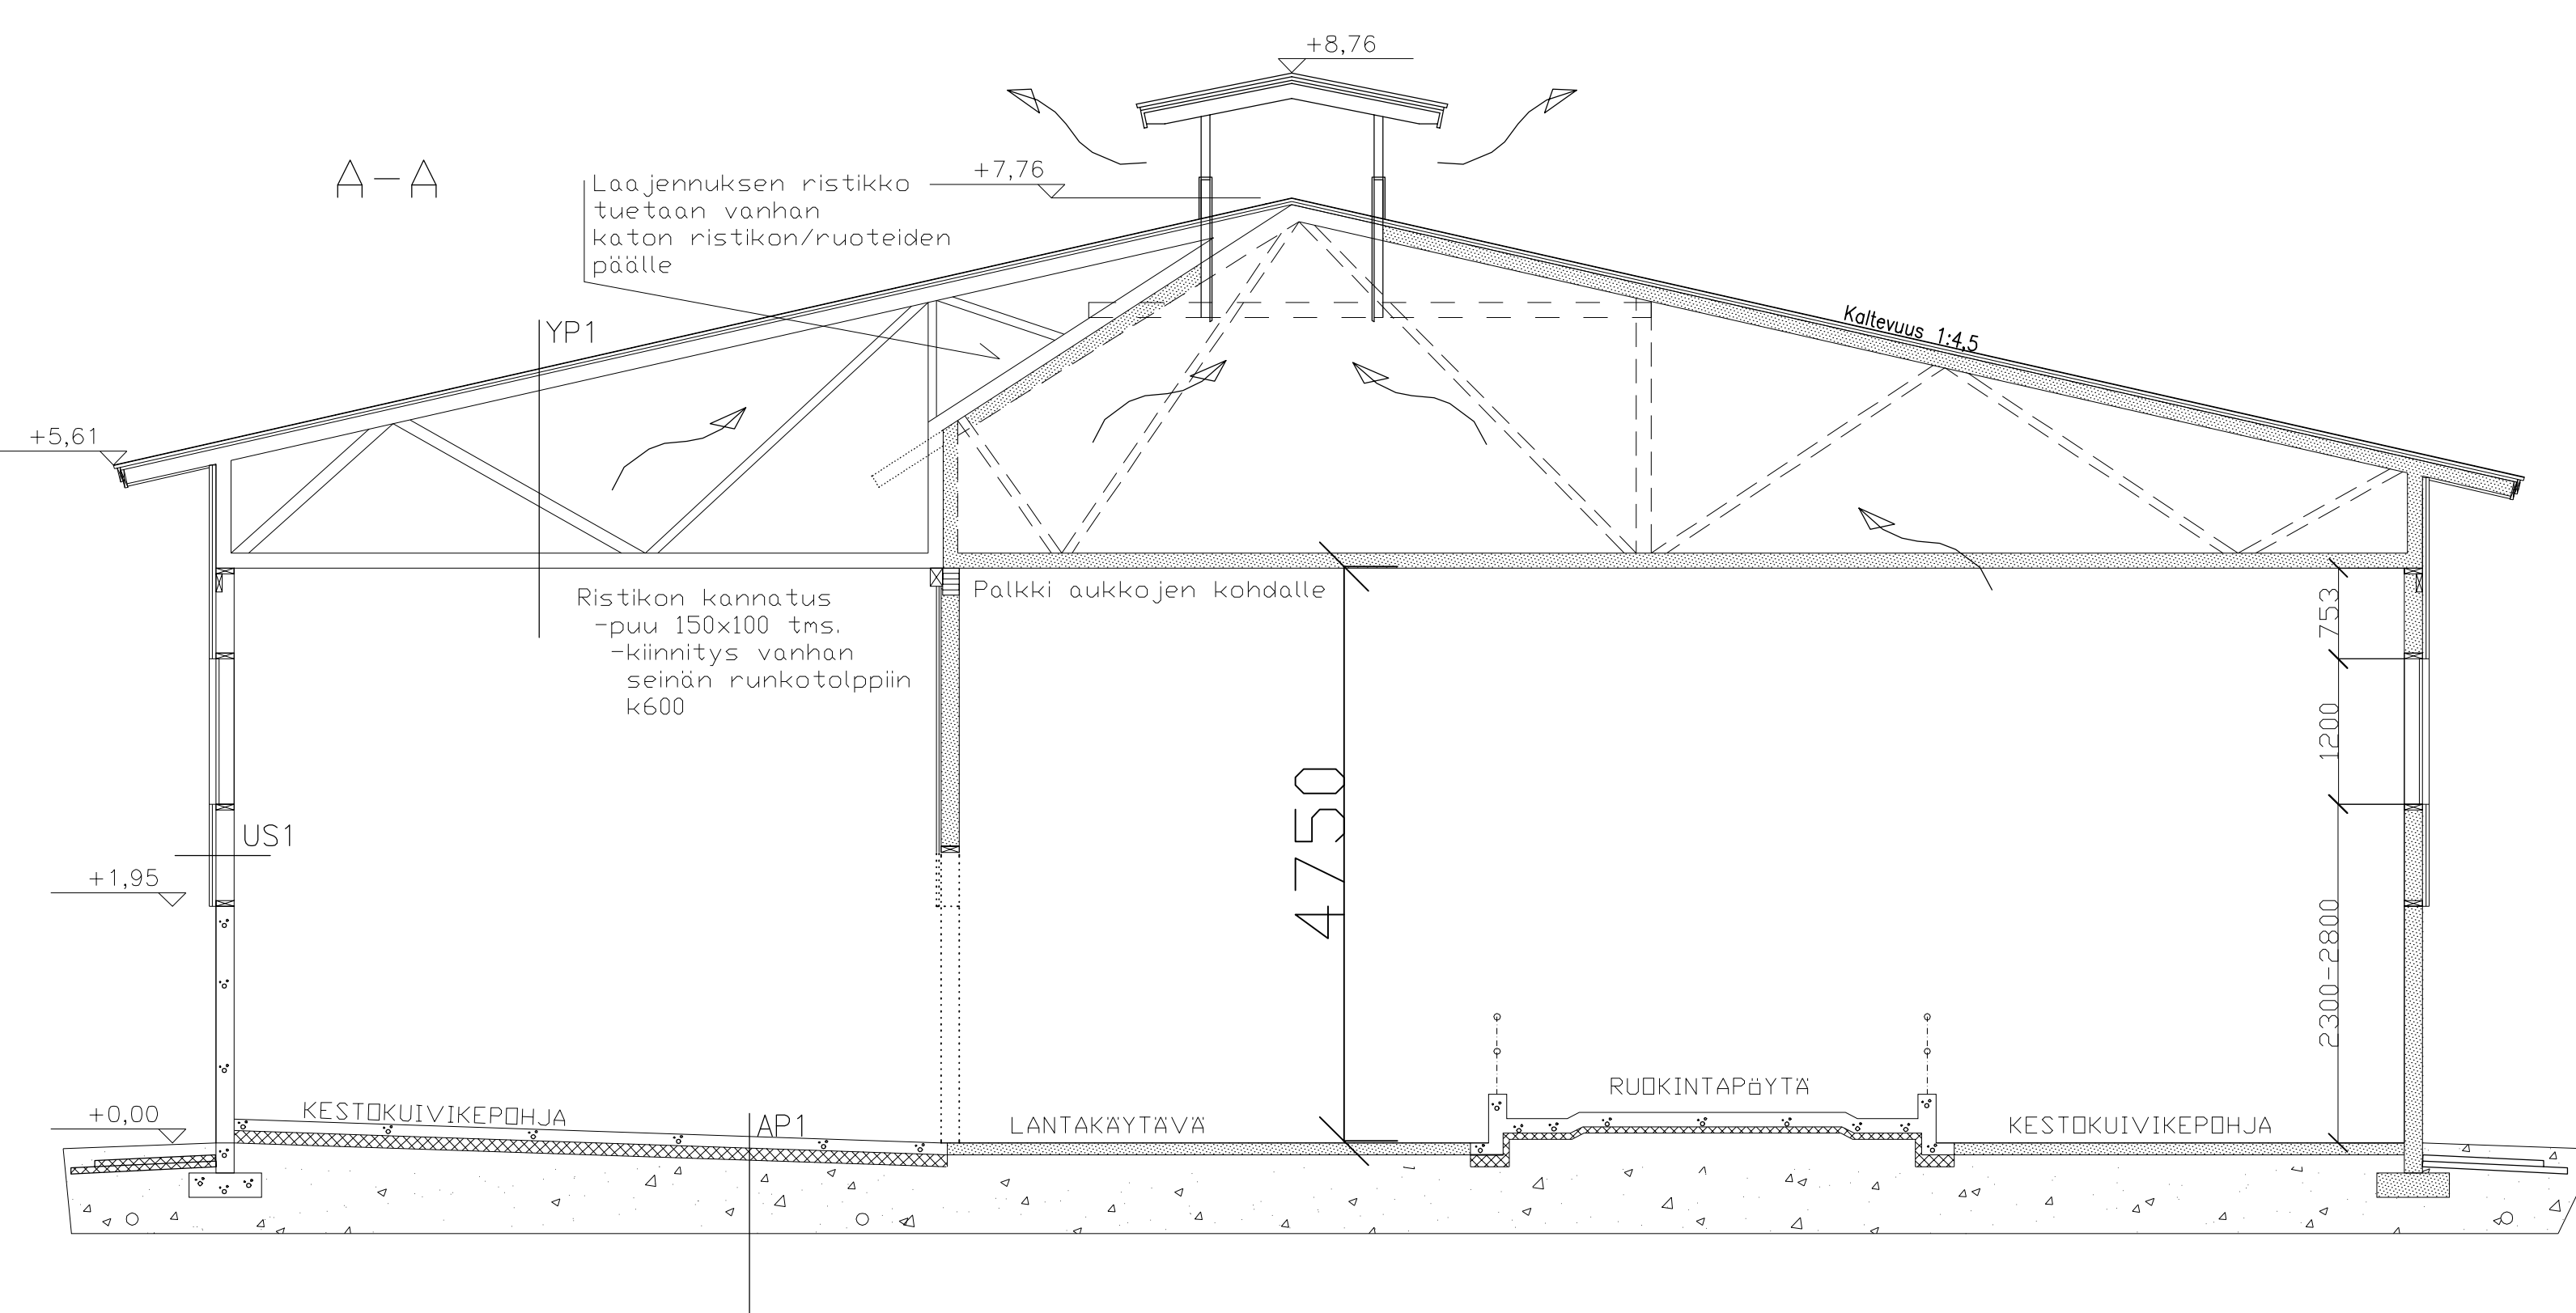 +8,76
A-A
+7,76
Laajennuksen ristikko
tuetaan vanhan
katon ristikon/ruoteiden
päälle
YP1
Kaltevuus 1:4,5
+5,61
Ristikon kannatus
-puu 150x100 tms.
-kiinnitys vanhan
seinän runkotolppiin
k600
Palkki aukkojen kohdalle
753
1200
4750
2300-2800
US1
+1,95
+0,00
KESTOKUIVIKEPOHJA
AP1
LANTAKÄYTÄVÄ
RUOKINTAPöYTÄ
KESTOKUIVIKEPOHJA